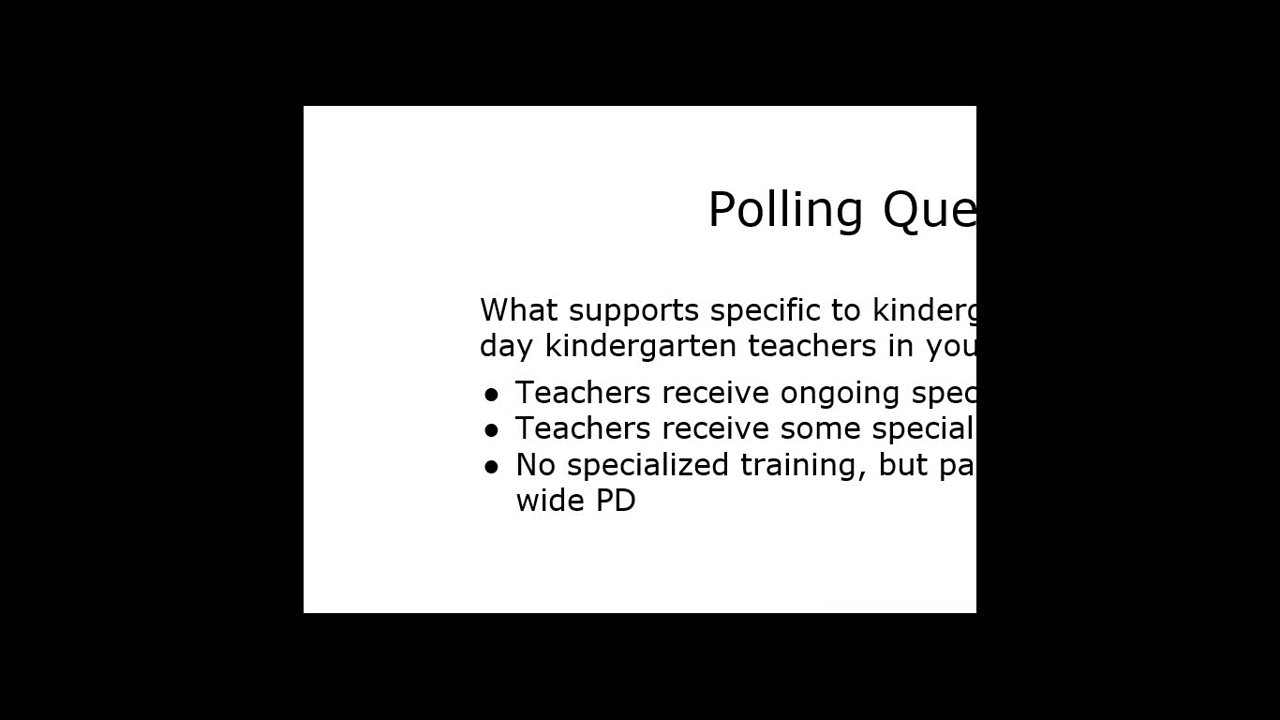 Polling Que
What supports specific to kinderg
day kindergarten teachers in you
● Teachers receive ongoing spec
● Teachers receive some special
● No specialized training, but pa
wide PD